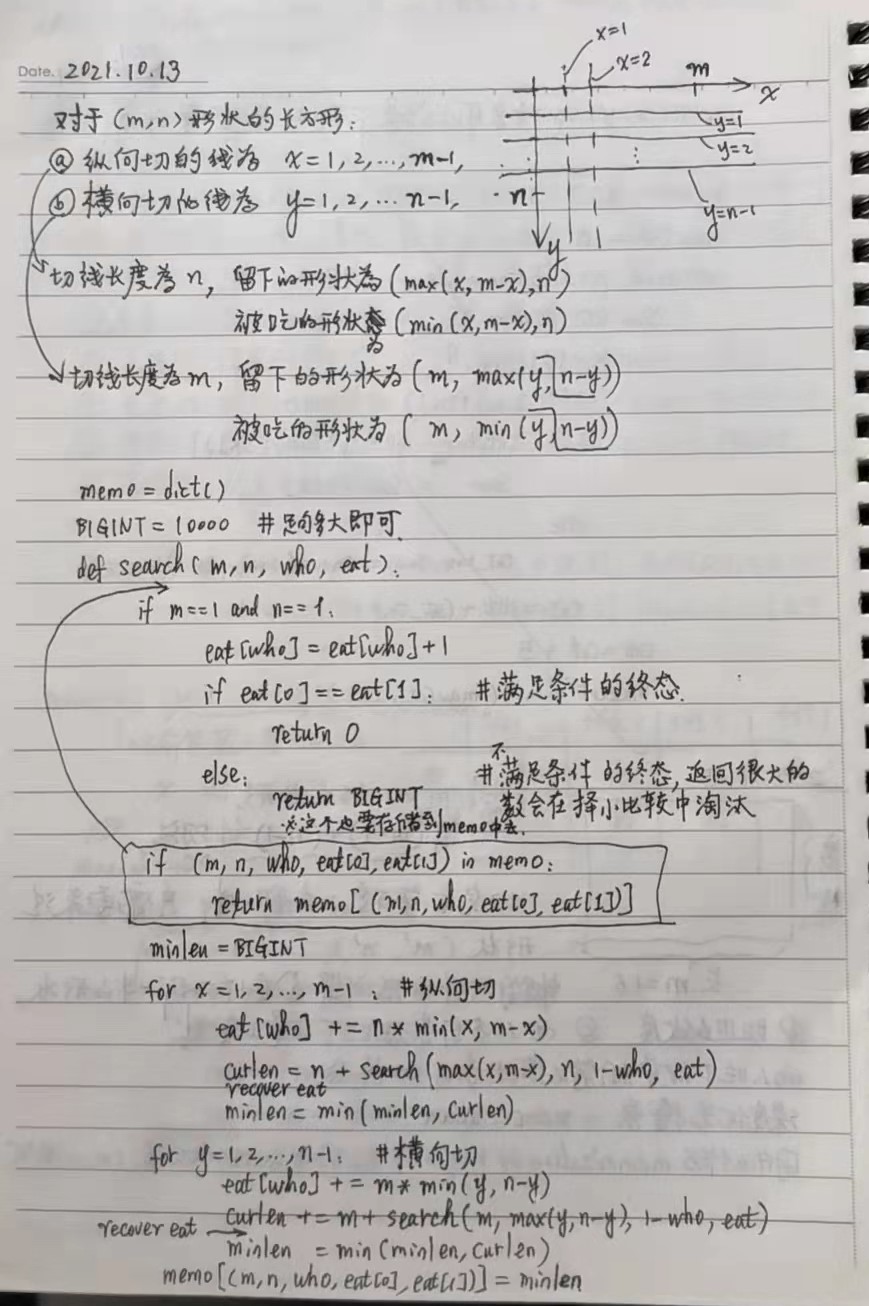 Date. 2021.10.13
x=1
x=2
m
x
y=1
y=2
n
y=n-1
y
对于(m,n)形状的长方形:
ⓐ 纵向切的线为 x=1,2,...,m-1,
ⓑ 横向切的线为 y=1,2,...n-1,
切线长度为n, 留下的形状为(max(x,m-x),n)
被吃的形状为(min(x,m-x),n)
切线长度为m, 留下的形状为(m, max(y,n-y))
被吃的形状为(m, min(y,n-y))
memo=dict()
BIGINT=10000 #足够大即可.
def search(m,n,who,eat):
if m==1 and n==1:
eat[who]=eat[who]+1
if eat[0]==eat[1]: #满足条件的终态.
return 0
else: #不满足条件的终态,返回很大的
return BIGINT 数会在择小比较中淘汰
※这个也要存储到memo中去.
if (m,n,who,eat[0],eat[1]) in memo:
return memo[(m,n,who,eat[0],eat[1])]
minlen=BIGINT
for x=1,2,...,m-1: #纵向切
eat[who] += n*min(x,m-x)
curlen = n + search(max(x,m-x),n,1-who,eat)
recover eat
minlen=min(minlen,curlen)
for y=1,2,...,n-1: #横向切
eat[who] += m*min(y,n-y)
curlen += m+search(m,max(y,n-y),1-who,eat)
recover eat
minlen =min(minlen,curlen)
memo[(m,n,who,eat[0],eat[1])]=minlen